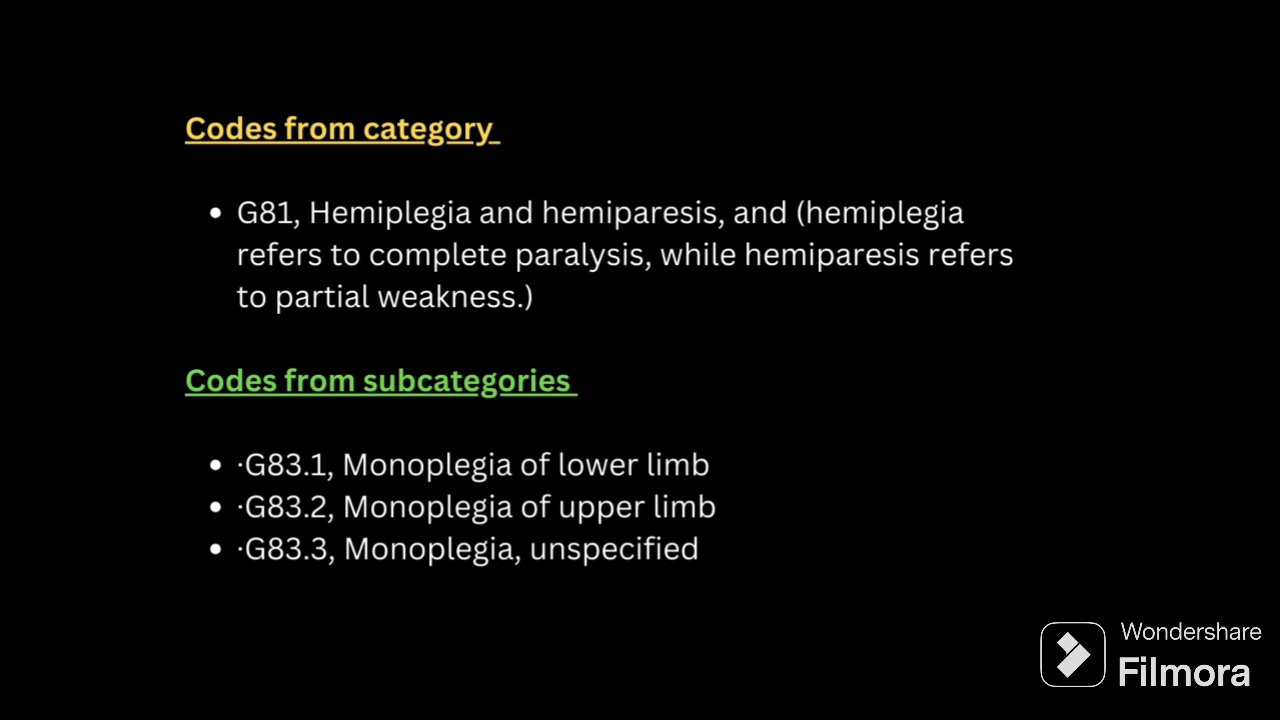 Codes from category
• G81, Hemiplegia and hemiparesis, and (hemiplegia
refers to complete paralysis, while hemiparesis refers
to partial weakness.)
Codes from subcategories
• ·G83.1, Monoplegia of lower limb
• ·G83.2, Monoplegia of upper limb
• ·G83.3, Monoplegia, unspecified
Wondershare
Filmora